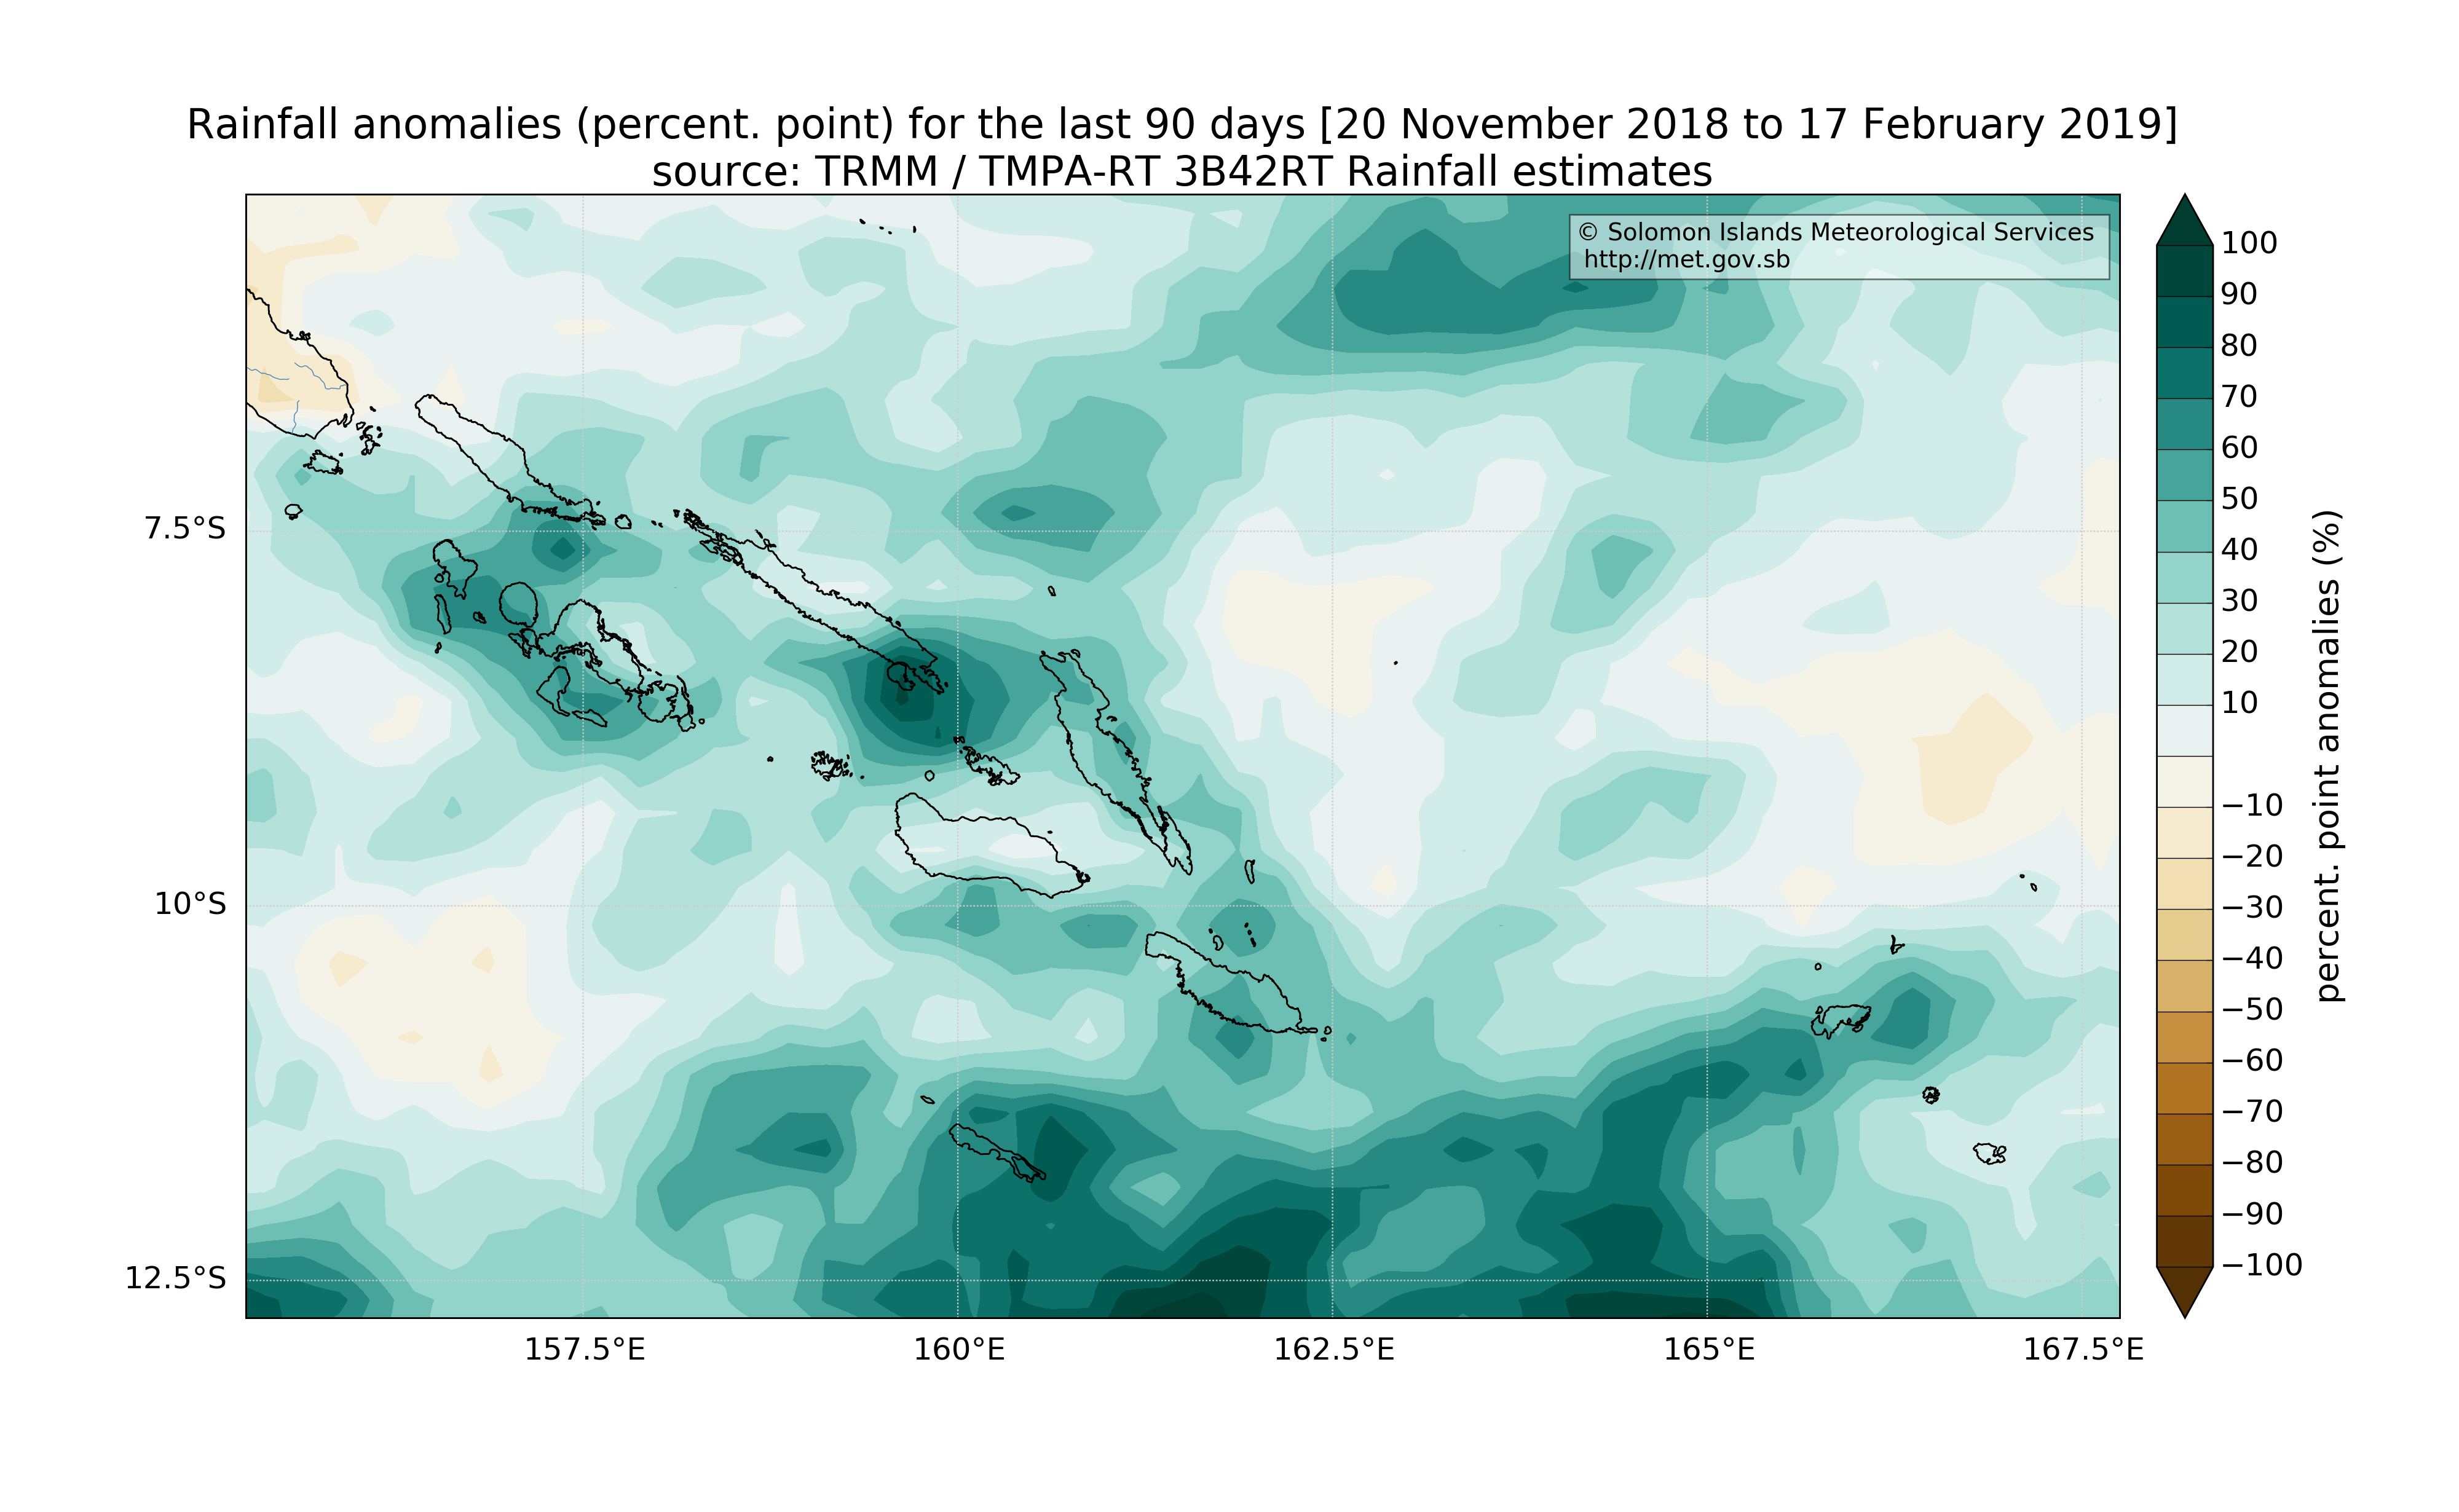 Rainfall anomalies (percent. point) for the last 90 days [20 November 2018 to 17 February 2019]
source: TRMM / TMPA-RT 3B42RT Rainfall estimates
© Solomon Islands Meteorological Services
http://met.gov.sb
7.5°S
10°S
12.5°S
157.5°E
160°E
162.5°E
165°E
167.5°E
100
90
80
70
60
50
40
30
20
10
−10
−20
−30
−40
−50
−60
−70
−80
−90
−100
percent. point anomalies (%)